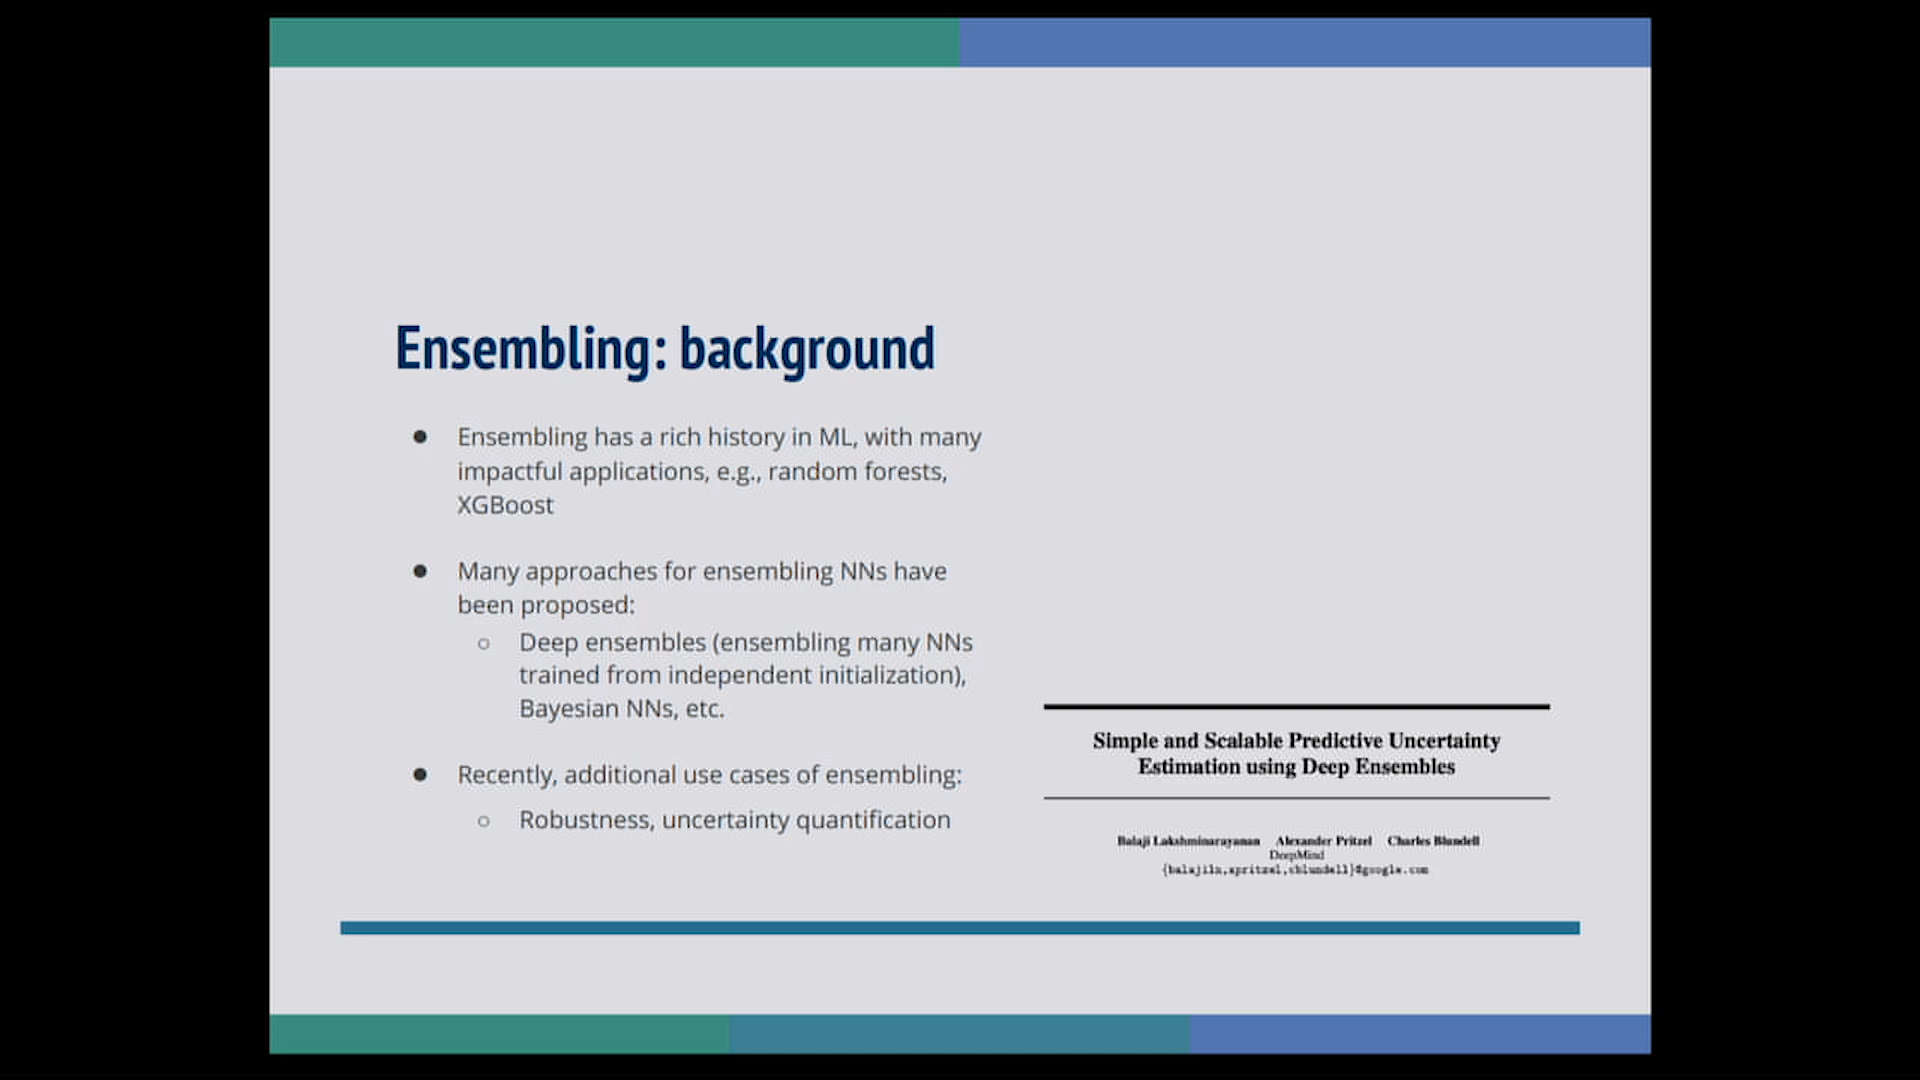 Ensembling: background
● Ensembling has a rich history in ML, with many
impactful applications, e.g., random forests,
XGBoost
● Many approaches for ensembling NNs have
been proposed:
○ Deep ensembles (ensembling many NNs
trained from independent initialization),
Bayesian NNs, etc.
● Recently, additional use cases of ensembling:
○ Robustness, uncertainty quantification
Simple and Scalable Predictive Uncertainty
Estimation using Deep Ensembles
Balaji Lakshminarayanan Alexander Pritzel Charles Blundell
DeepMind
{balajiln,apritzel,cblundell}@google.com